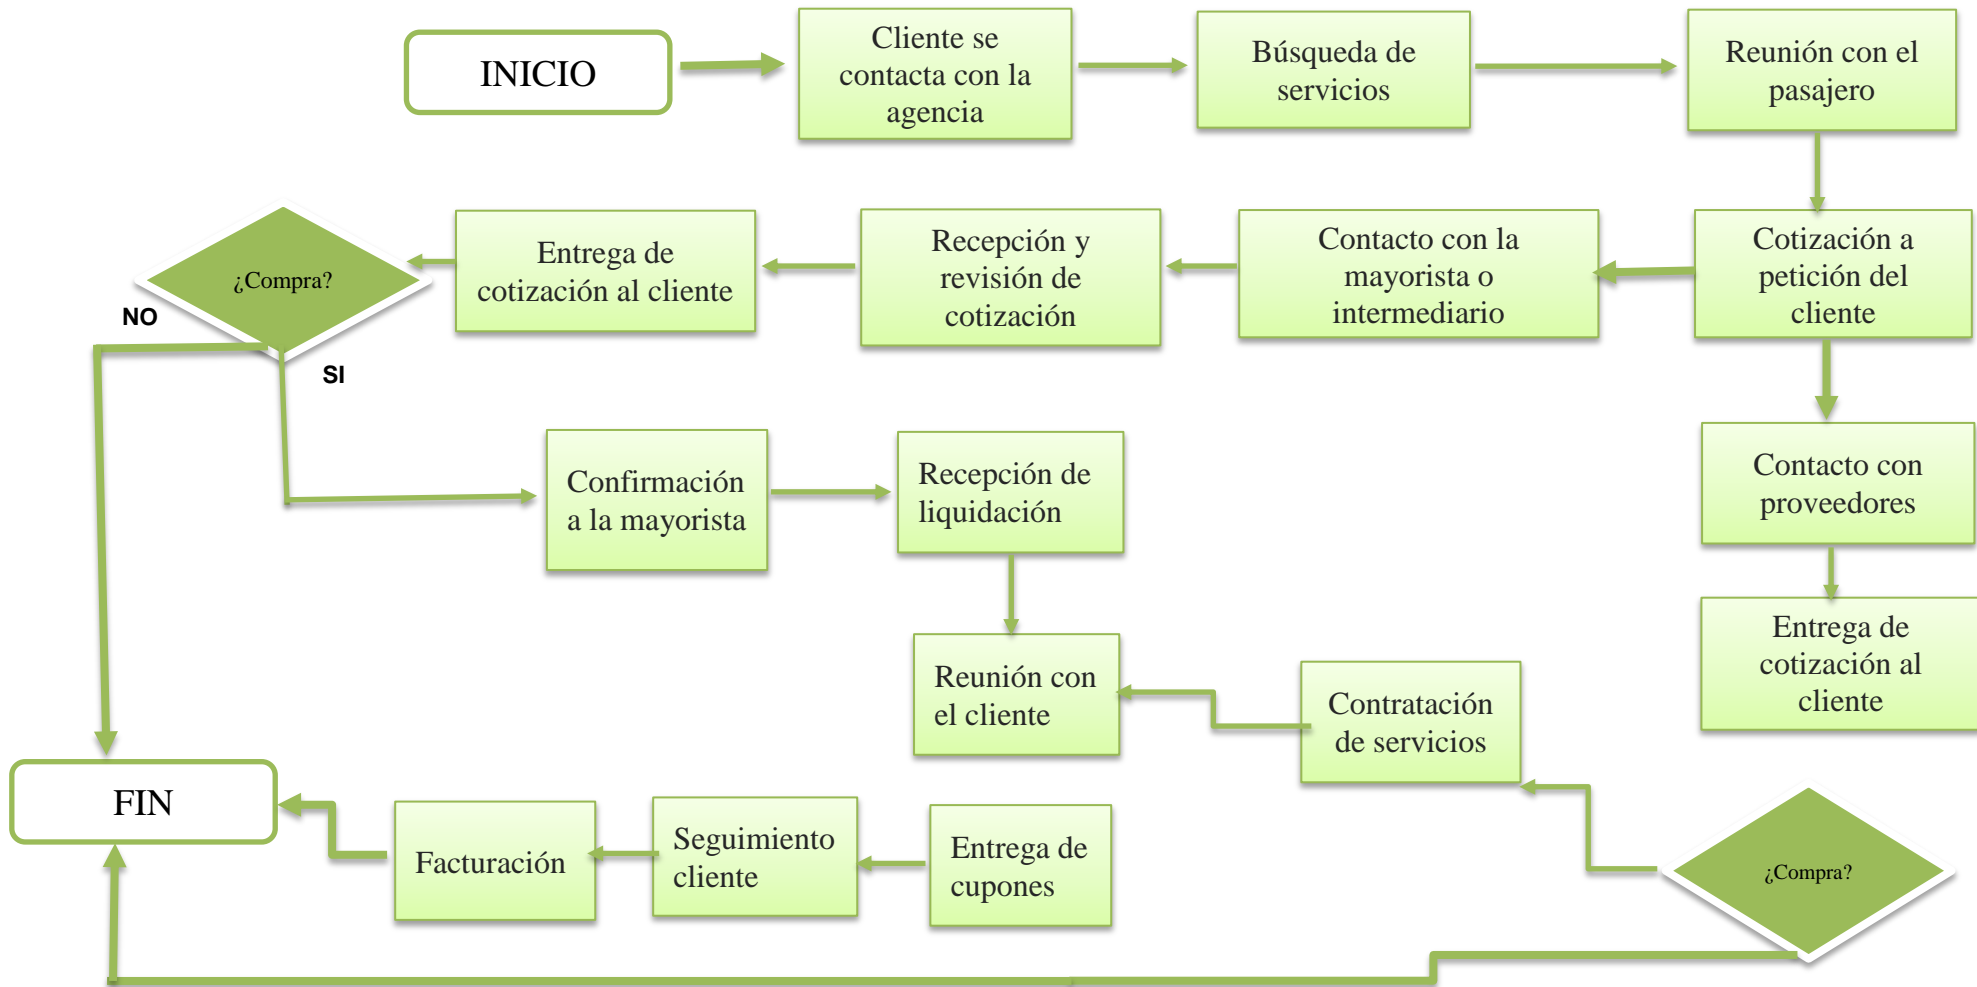 INICIO
Cliente se
contacta con la
agencia
Búsqueda de
servicios
Reunión con el
pasajero
¿Compra?
NO
SI
Entrega de
cotización al cliente
Recepción y
revisión de
cotización
Contacto con la
mayorista o
intermediario
Cotización a
petición del
cliente
Confirmación
a la mayorista
Recepción de
liquidación
Contacto con
proveedores
Reunión con
el cliente
Contratación
de servicios
Entrega de
cotización al
cliente
FIN
Facturación
Seguimiento
cliente
Entrega de
cupones
¿Compra?